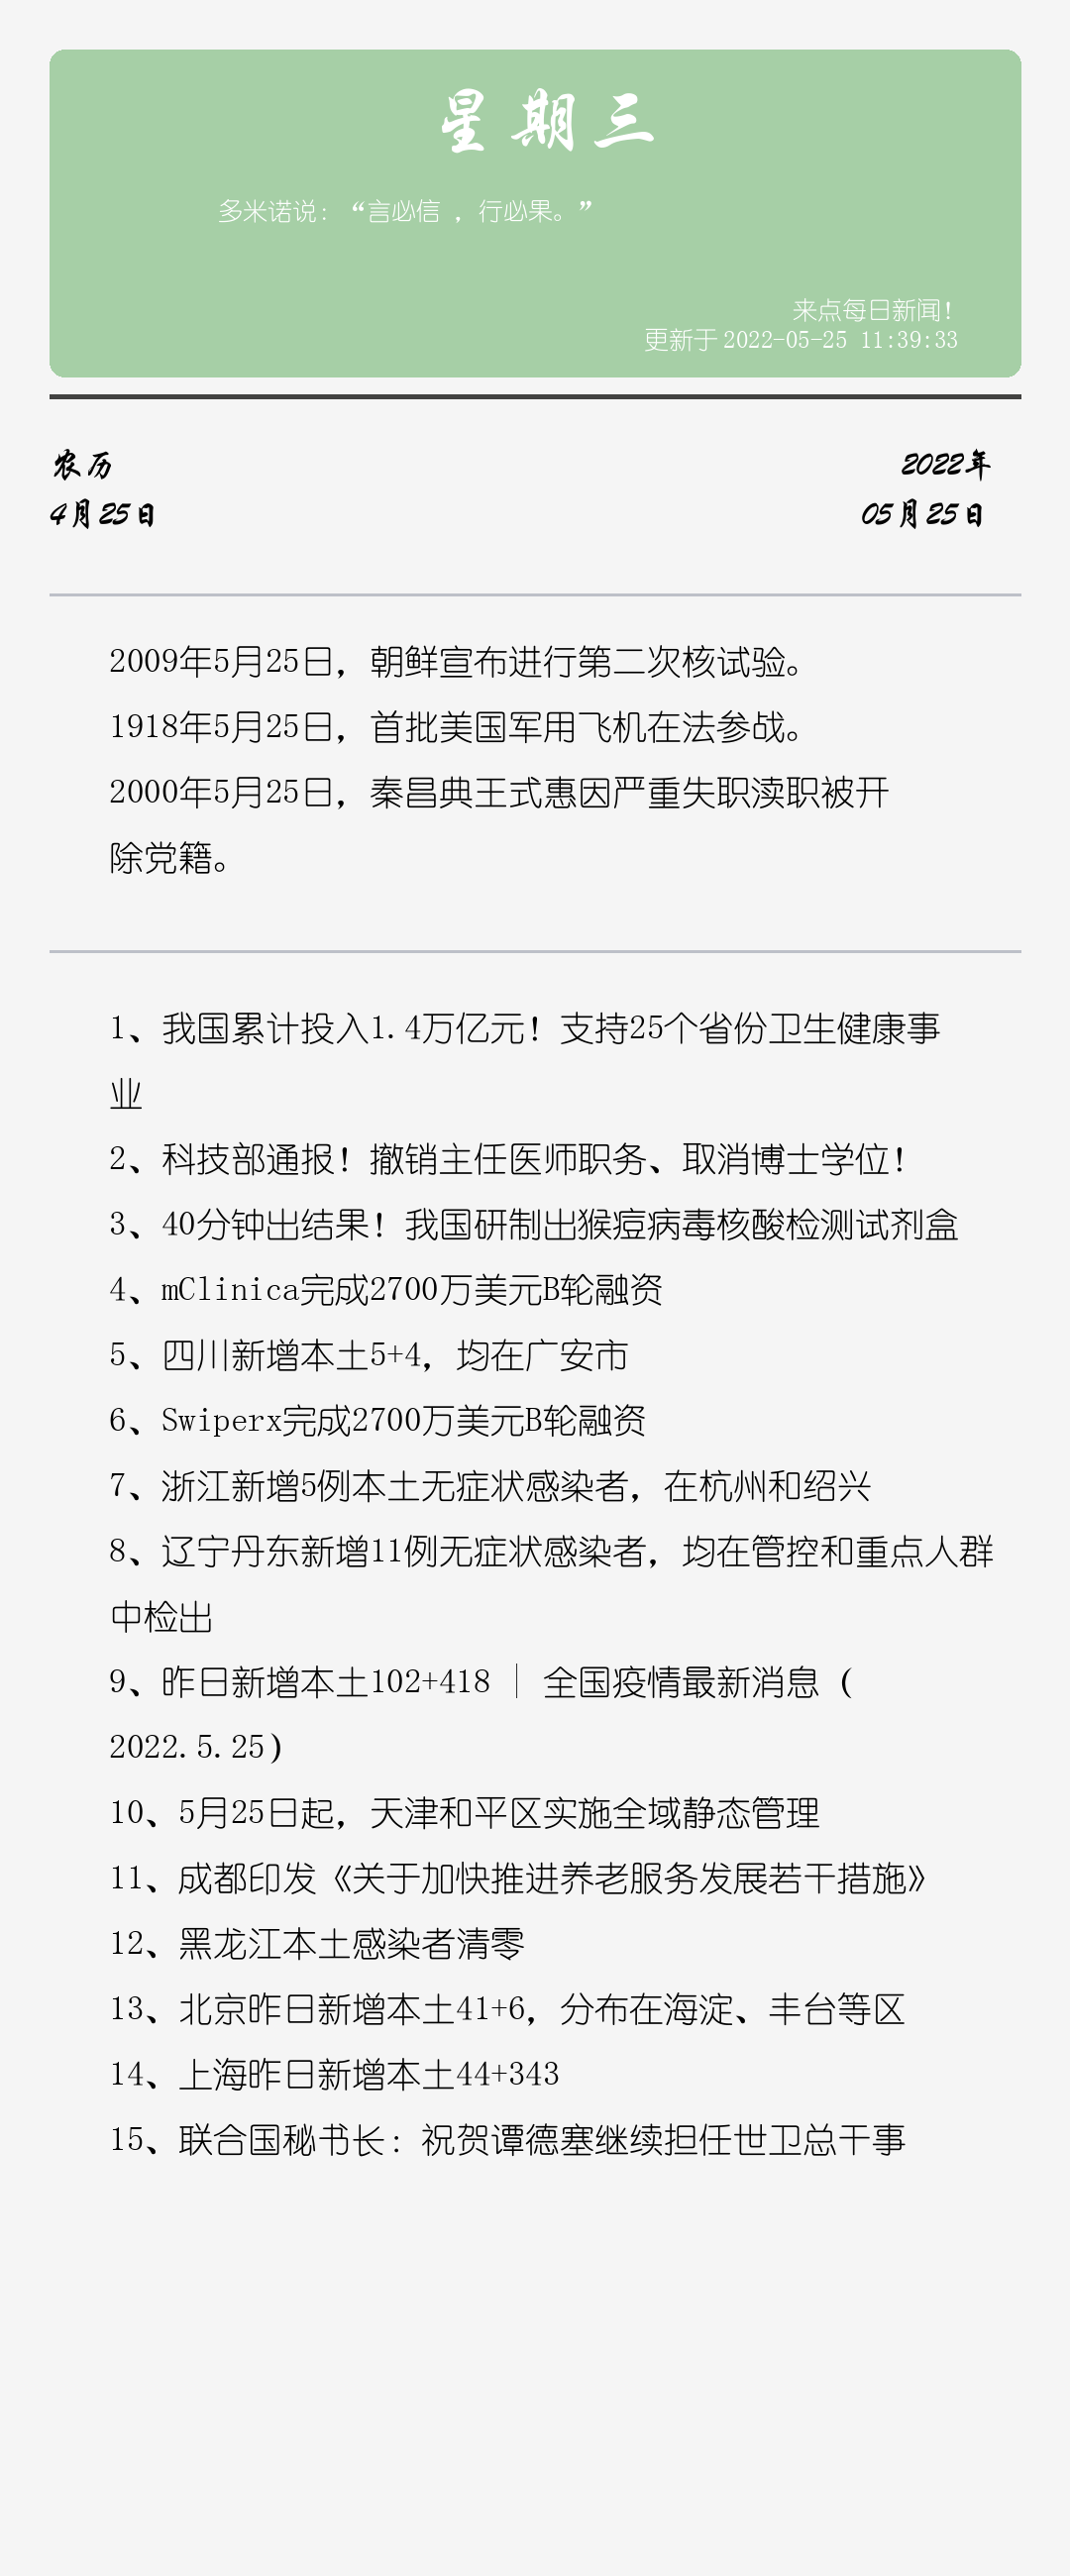 星期三
多米诺说：“言必信 ，行必果。”
来点每日新闻！
更新于2022-05-25 11:39:33
农历
2022年
4月25日
05月25日
2009年5月25日，朝鲜宣布进行第二次核试验。
1918年5月25日，首批美国军用飞机在法参战。
2000年5月25日，秦昌典王式惠因严重失职渎职被开
除党籍。
1、我国累计投入1.4万亿元！支持25个省份卫生健康事
业
2、科技部通报！撤销主任医师职务、取消博士学位！
3、40分钟出结果！我国研制出猴痘病毒核酸检测试剂盒
4、mClinica完成2700万美元B轮融资
5、四川新增本土5+4，均在广安市
6、Swiperx完成2700万美元B轮融资
7、浙江新增5例本土无症状感染者，在杭州和绍兴
8、辽宁丹东新增11例无症状感染者，均在管控和重点人群
中检出
9、昨日新增本土102+418 | 全国疫情最新消息（
2022.5.25）
10、5月25日起，天津和平区实施全域静态管理
11、成都印发《关于加快推进养老服务发展若干措施》
12、黑龙江本土感染者清零
13、北京昨日新增本土41+6，分布在海淀、丰台等区
14、上海昨日新增本土44+343
15、联合国秘书长：祝贺谭德塞继续担任世卫总干事